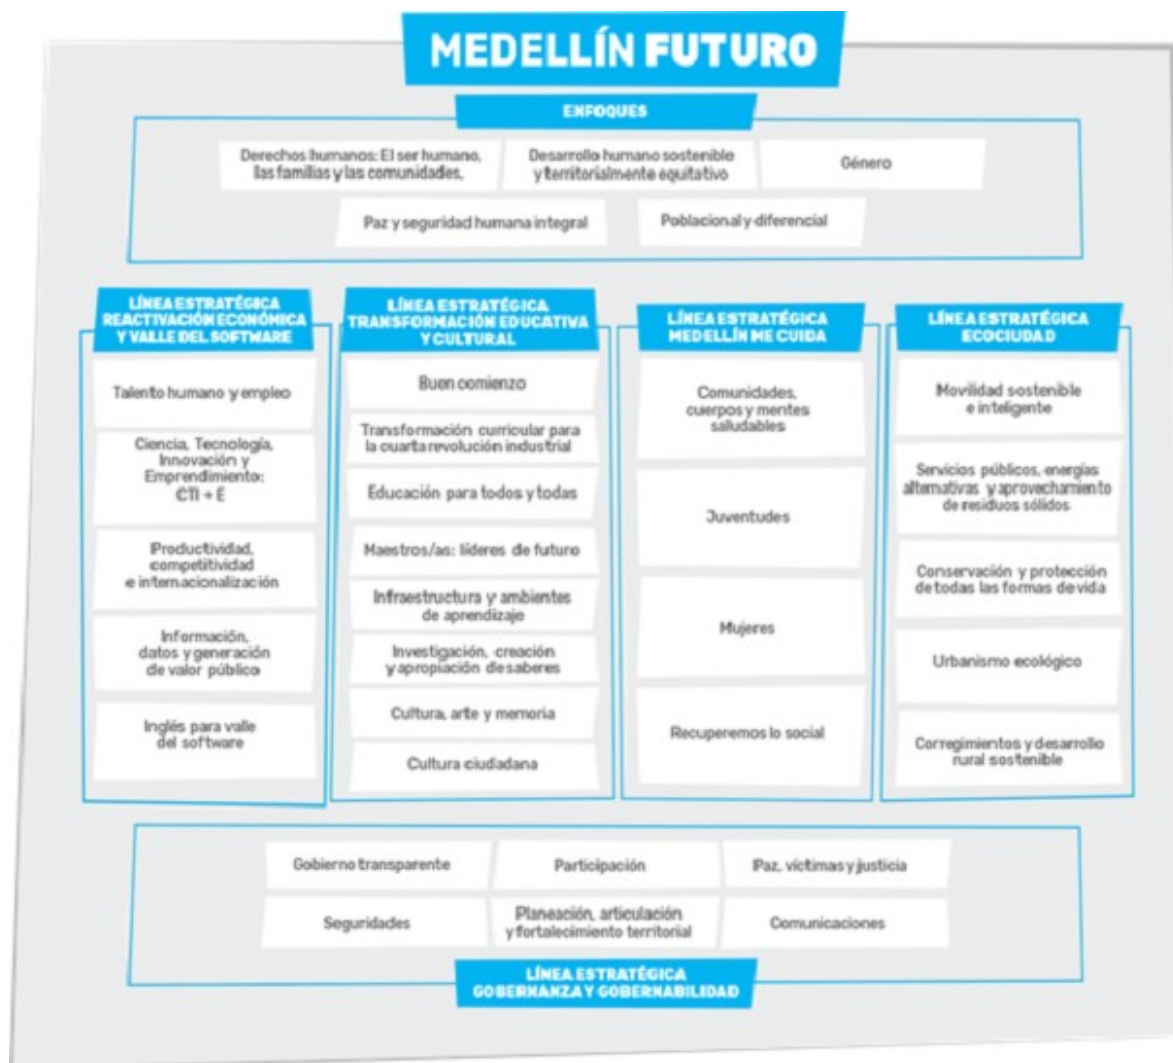 MEDELLÍN FUTURO
ENFOQUES
Derechos humanos: El ser humano,
las familias y las comunidades.
Desarrollo humano sostenible
y territorialmente equitativo
Género
Paz y seguridad humana integral
Poblacional y diferencial
LÍNEA ESTRATÉGICA
REACTIVACIÓN ECONÓMICA
Y VALLE DEL SOFTWARE
Talento humano y empleo
Ciencia, Tecnología,
Innovación y
Emprendimiento:
CTI + E
Productividad,
competitividad
e internacionalización
Información,
datos y generación
de valor público
Inglés para valle
del software
LÍNEA ESTRATÉGICA
TRANSFORMACIÓN EDUCATIVA
Y CULTURAL
Buen comienzo
Transformación curricular para
la cuarta revolución industrial
Educación para todos y todas
Maestros/as: líderes de futuro
Infraestructura y ambientes
de aprendizaje
Investigación, creación
y apropiación de saberes
Cultura, arte y memoria
Cultura ciudadana
LÍNEA ESTRATÉGICA
MEDELLÍN ME CUIDA
Comunidades,
cuerpos y mentes
saludables
Juventudes
Mujeres
Recuperemos lo social
LÍNEA ESTRATÉGICA
ECOCIUDAD
Movilidad sostenible
e inteligente
Servicios públicos, energías
alternativas y aprovechamiento
de residuos sólidos
Conservación y protección
de todas las formas de vida
Urbanismo ecológico
Corregimientos y desarrollo
rural sostenible
Gobierno transparente
Participación
Paz, víctimas y justicia
Seguridades
Planeación, articulación
y fortalecimiento territorial
Comunicaciones
LÍNEA ESTRATÉGICA
GOBERNANZA Y GOBERNABILIDAD